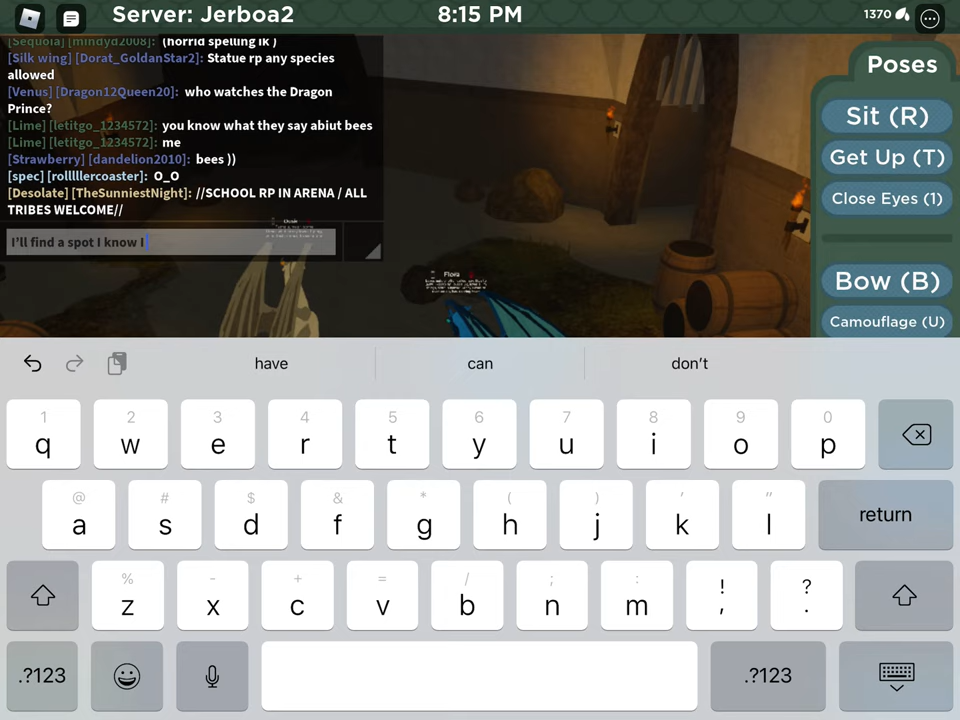 Server: Jerboa2
8:15 PM
1370
[Sequoia] [mindyd2008]: (horrid spelling ik )
[Silk wing] [Dorat_GoldanStar2]: Statue rp any species
allowed
[Venus] [Dragon12Queen20]: who watches the Dragon
Prince?
[Lime] [letitgo_1234572]: you know what they say abiut bees
[Lime] [letitgo_1234572]: me
[Strawberry] [dandelion2010]: bees ))
[spec] [rolllllercoaster]: O_O
[Desolate] [TheSunniestNight]: //SCHOOL RP IN ARENA / ALL
TRIBES WELCOME//
I'll find a spot I know I
Flora
Poses
Sit (R)
Get Up (T)
Close Eyes (1)
Bow (B)
Camouflage (U)
have can don't
1 2 3 4 5 6 7 8 9 0
q w e r t y u i o p
@ # $ & * ( ) ' "
a s d f g h j k l return
% - + = / ; : ! ?
z x c v b n m , .
.?123 .?123